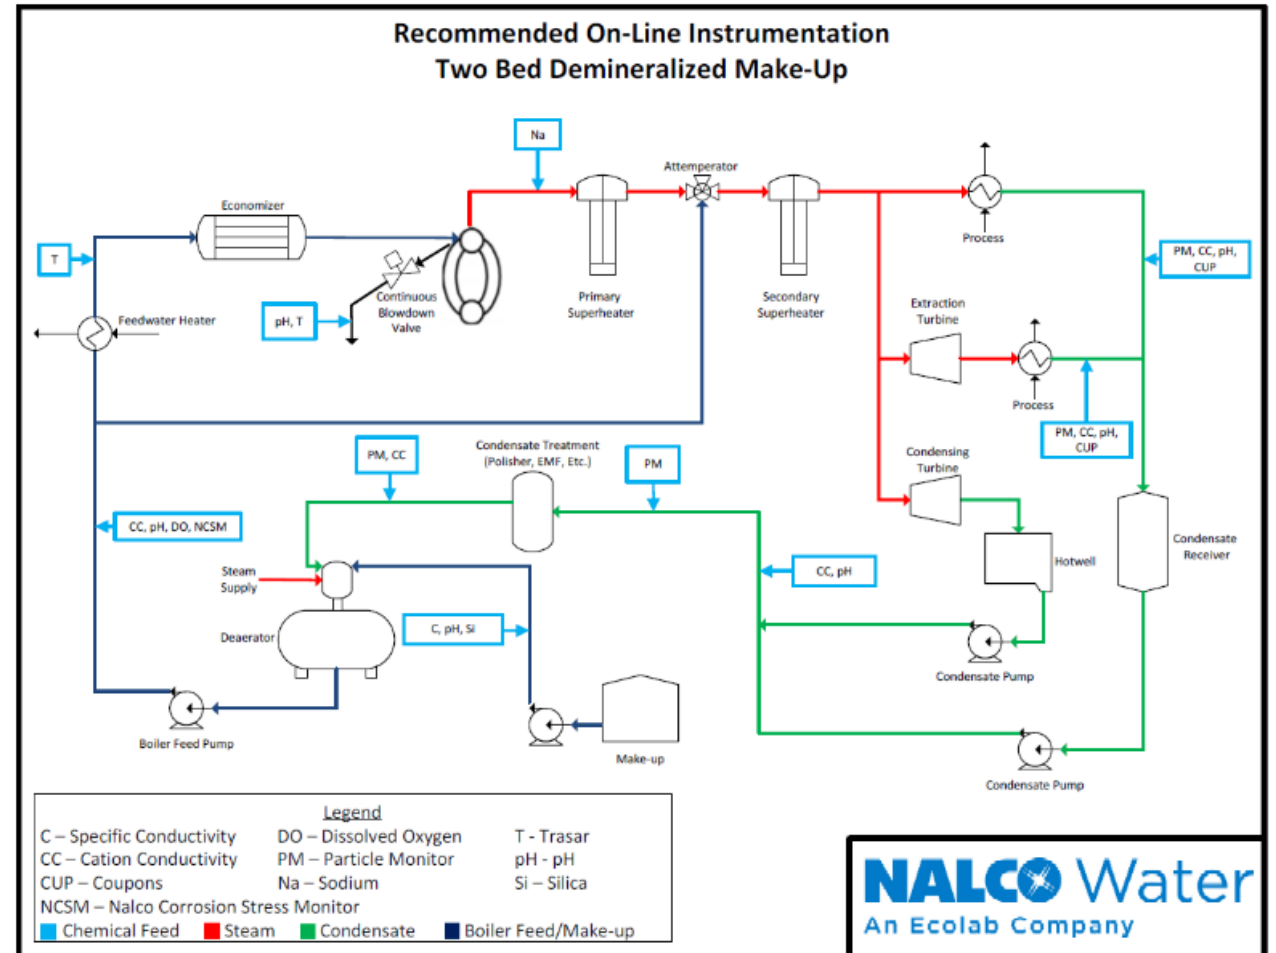 Recommended On-Line Instrumentation
Two Bed Demineralized Make-Up
Na
Attemperator
Economizer
T
Process
PM, CC, pH,
CUP
Continuous
Blowdown
Valve
Primary
Superheater
Secondary
Superheater
Extraction
Turbine
Feedwater Heater
pH, T
Process
PM, CC, pH,
CUP
Condensate Treatment
(Polisher, EMF, Etc.)
PM, CC
PM
Condensing
Turbine
CC, pH, DO, NCSM
Condensate
Receiver
Hotwell
Steam
Supply
CC, pH
Deaerator
C, pH, Si
Condensate Pump
Boiler Feed Pump
Make-up
Condensate Pump
Legend
C – Specific Conductivity DO – Dissolved Oxygen T - Trasar
CC – Cation Conductivity PM – Particle Monitor pH - pH
CUP – Coupons Na – Sodium Si – Silica
NCSM – Nalco Corrosion Stress Monitor
Chemical Feed Steam Condensate Boiler Feed/Make-up
NALCO Water
An Ecolab Company